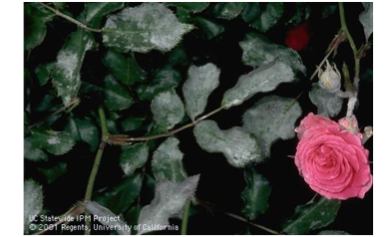 UC Statewide IPM Project
© 2001 Regents, University of California